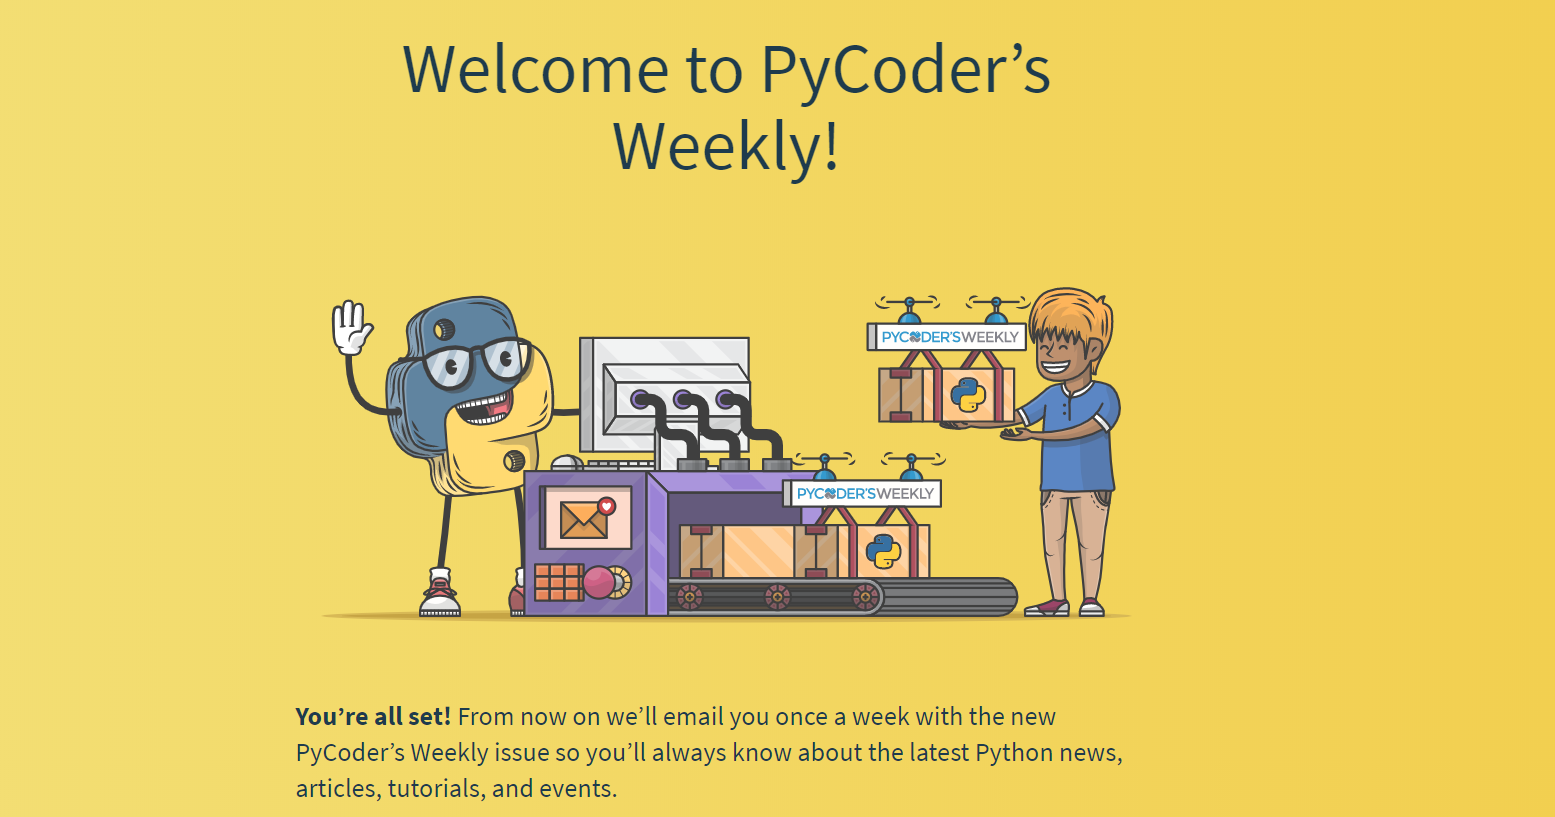 Welcome to PyCoder’s
Weekly!
PYCODER'SWEEKLY
PYCODER'SWEEKLY
You’re all set! From now on we’ll email you once a week with the new
PyCoder’s Weekly issue so you’ll always know about the latest Python news,
articles, tutorials, and events.